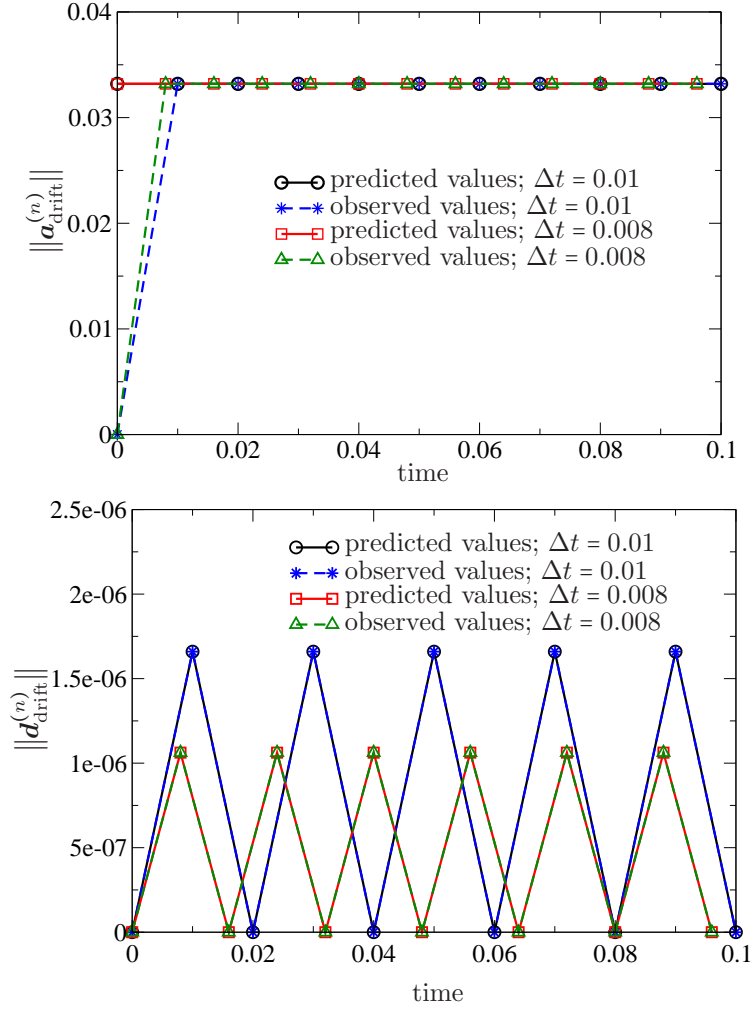 0.04
0.03
0.02
0.01
0
||a_drift^(n)||
predicted values; Δt = 0.01
observed values; Δt = 0.01
predicted values; Δt = 0.008
observed values; Δt = 0.008
0 0.02 0.04 0.06 0.08 0.1
time
2.5e-06
2e-06
1.5e-06
1e-06
5e-07
0
||d_drift^(n)||
predicted values; Δt = 0.01
observed values; Δt = 0.01
predicted values; Δt = 0.008
observed values; Δt = 0.008
0 0.02 0.04 0.06 0.08 0.1
time